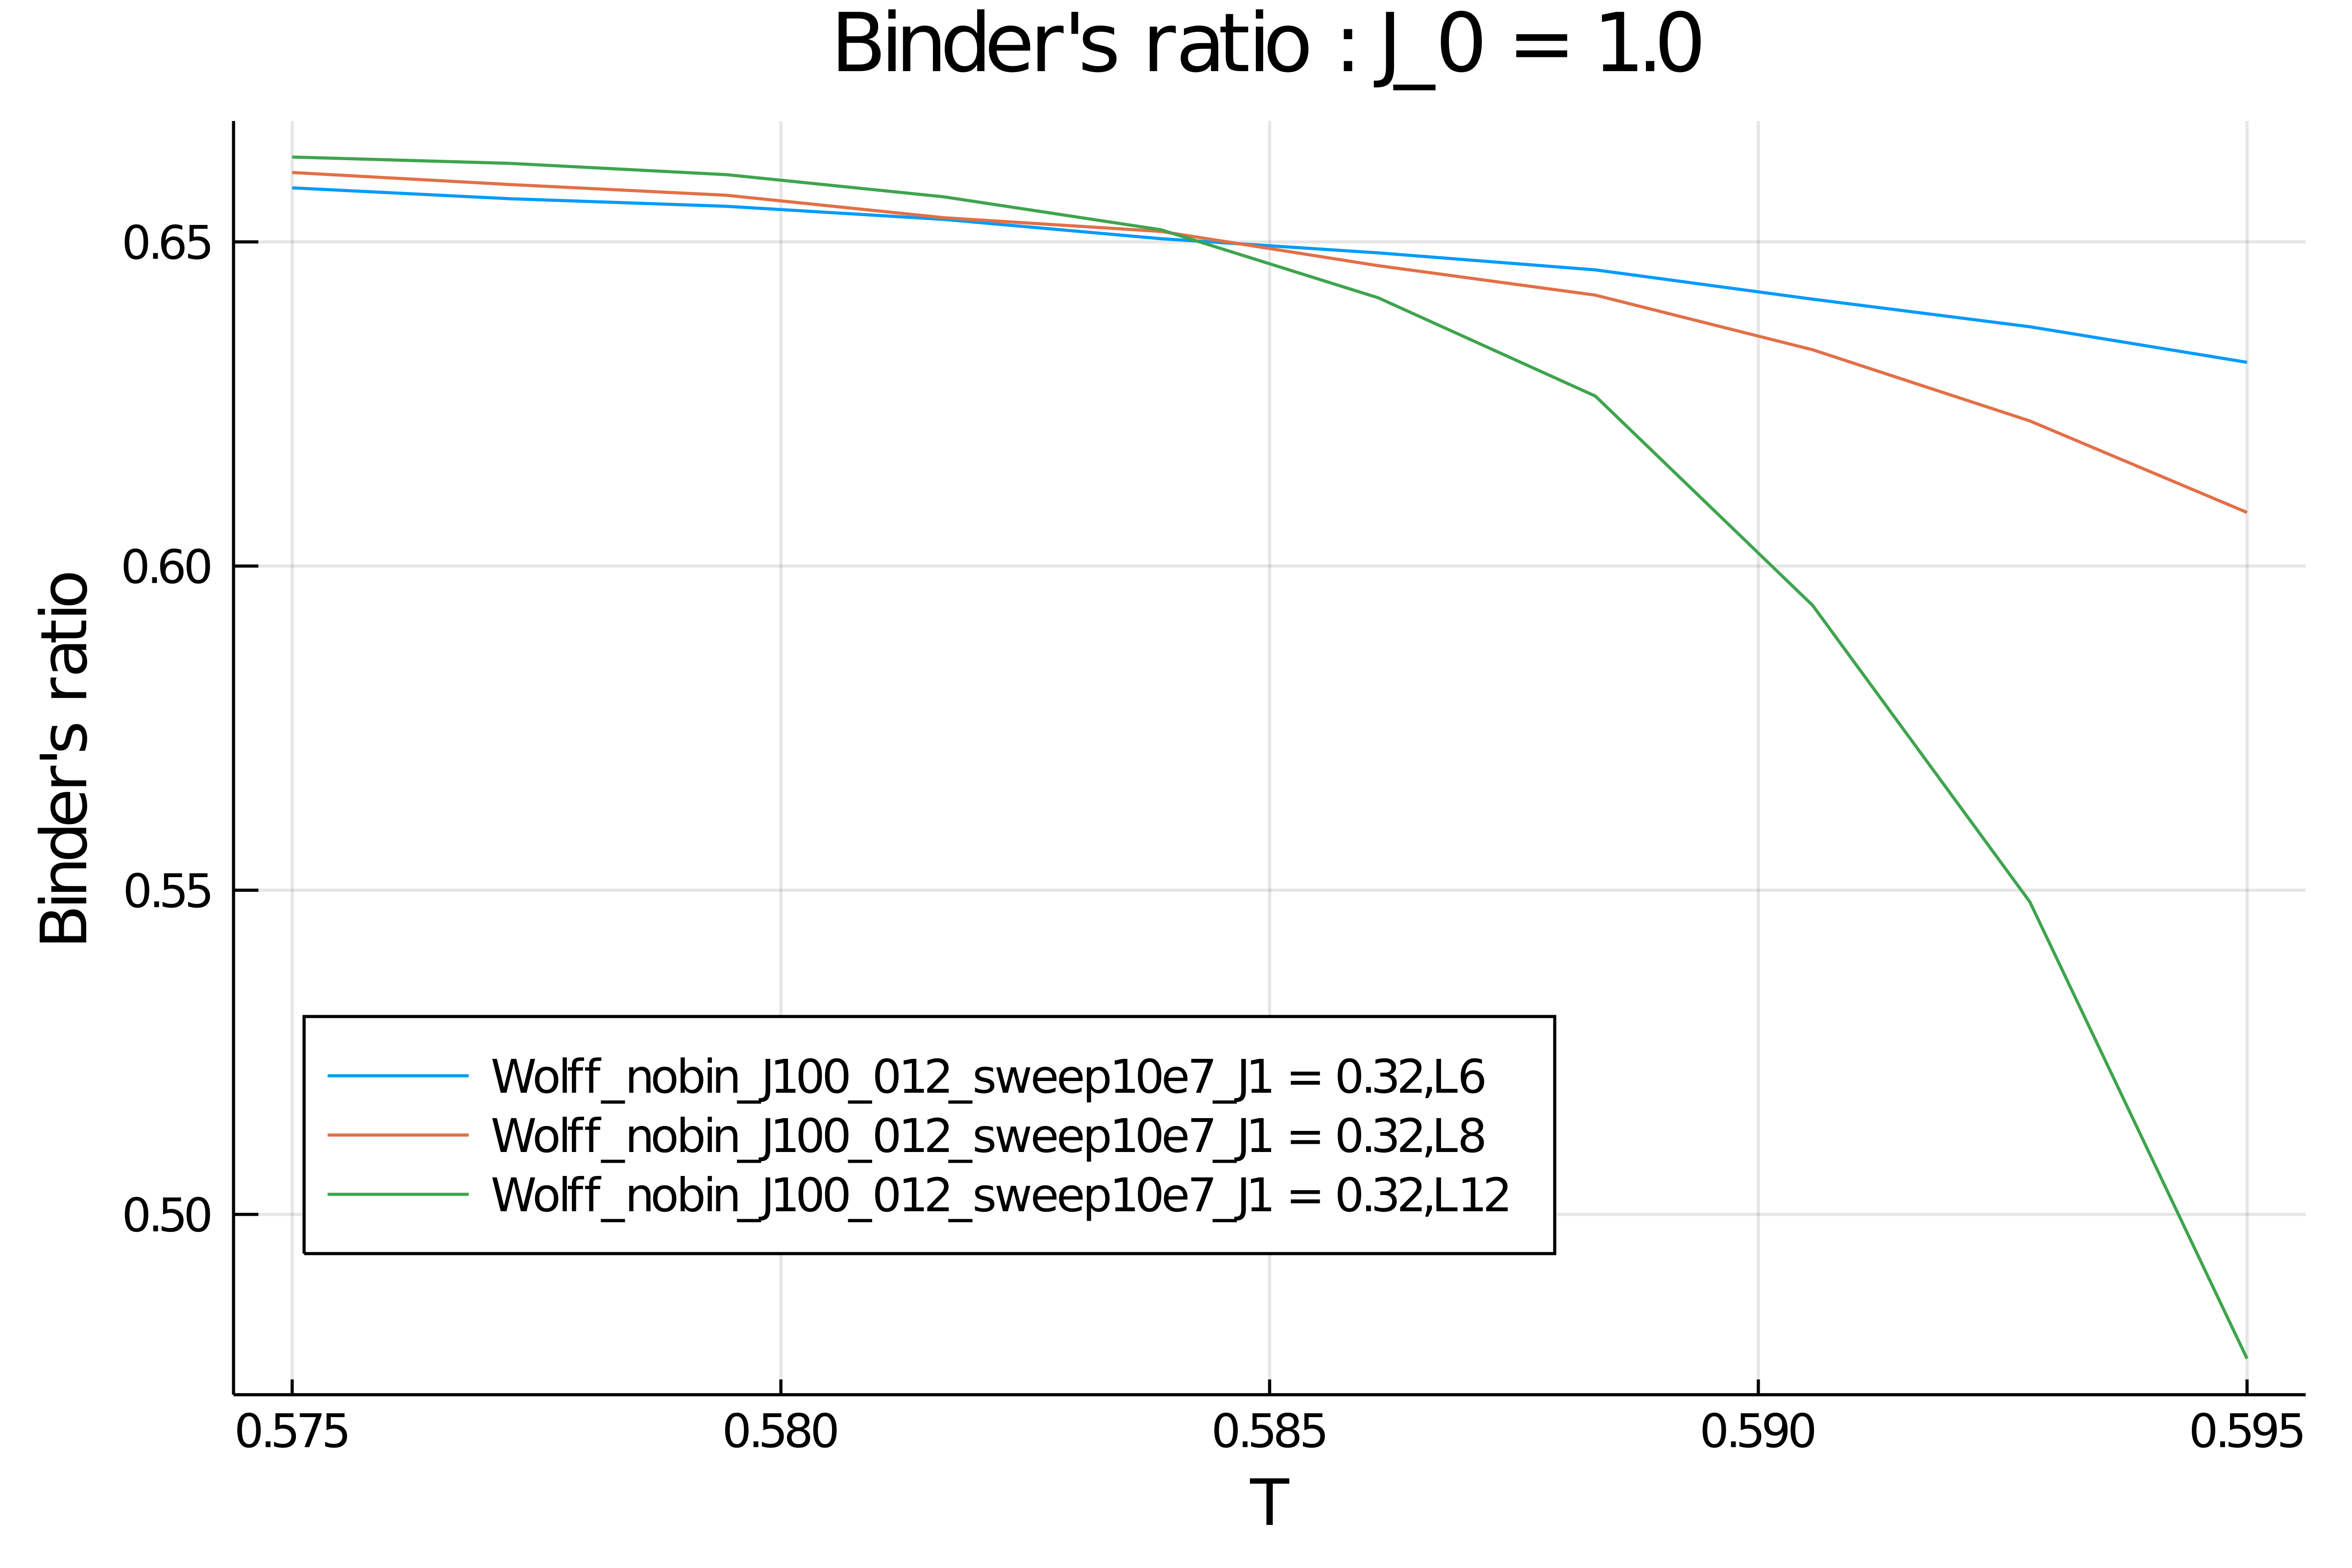 Binder's ratio : J_0 = 1.0
Binder's ratio
0.65
0.60
0.55
0.50
Wolff_nobin_J100_012_sweep10e7_J1 = 0.32,L6
Wolff_nobin_J100_012_sweep10e7_J1 = 0.32,L8
Wolff_nobin_J100_012_sweep10e7_J1 = 0.32,L12
0.575 0.580 0.585 0.590 0.595
T